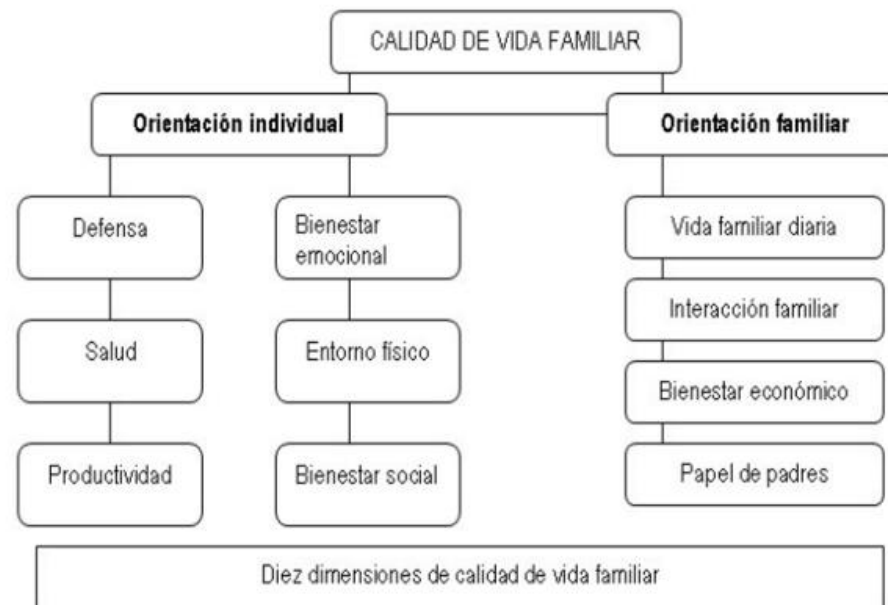 CALIDAD DE VIDA FAMILIAR
Orientación individual
Orientación familiar
Defensa
Bienestar
emocional
Vida familiar diaria
Interacción familiar
Salud
Entorno físico
Bienestar económico
Productividad
Bienestar social
Papel de padres
Diez dimensiones de calidad de vida familiar